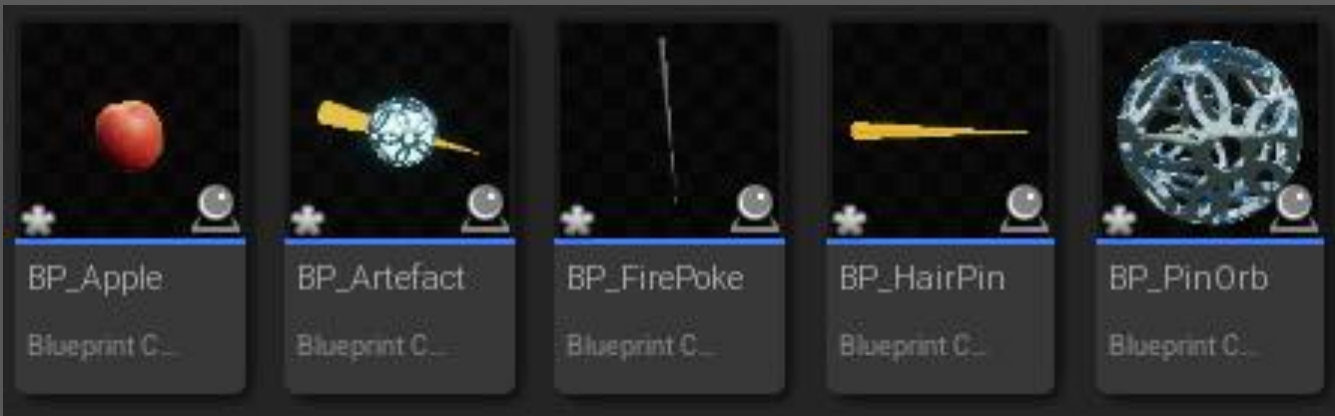 BP_Apple
Blueprint C...
BP_Artefact
Blueprint C...
BP_FirePoke
Blueprint C...
BP_HairPin
Blueprint C...
BP_PinOrb
Blueprint C...